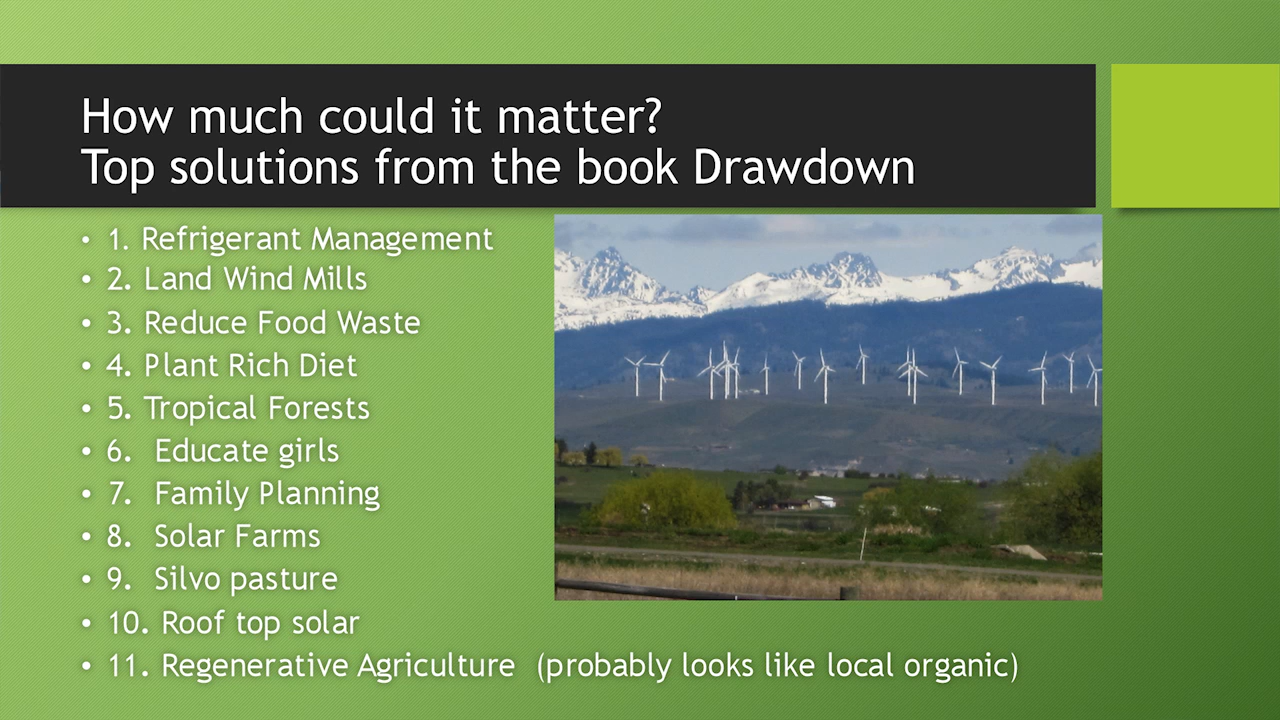 How much could it matter?
Top solutions from the book Drawdown
• 1. Refrigerant Management
• 2. Land Wind Mills
• 3. Reduce Food Waste
• 4. Plant Rich Diet
• 5. Tropical Forests
• 6. Educate girls
• 7. Family Planning
• 8. Solar Farms
• 9. Silvo pasture
• 10. Roof top solar
• 11. Regenerative Agriculture (probably looks like local organic)